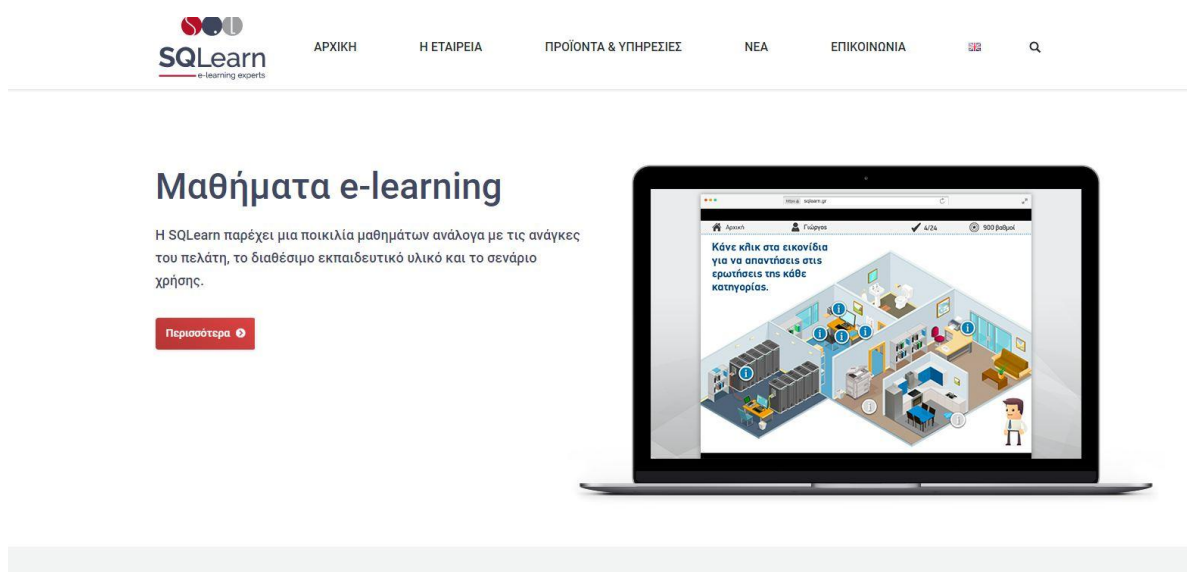 SQLearn
e-learning experts
ΑΡΧΙΚΗ
Η ΕΤΑΙΡΕΙΑ
ΠΡΟΪΟΝΤΑ & ΥΠΗΡΕΣΙΕΣ
ΝΕΑ
ΕΠΙΚΟΙΝΩΝΙΑ
Μαθήματα e-learning
Η SQLearn παρέχει μια ποικιλία μαθημάτων ανάλογα με τις ανάγκες
του πελάτη, το διαθέσιμο εκπαιδευτικό υλικό και το σενάριο
χρήσης.
Περισσότερα
sqlearn.gr
Αρχική
Γιώργος
4/24
900 βαθμοί
Κάνε κλικ στα εικονίδια
για να απαντήσεις στις
ερωτήσεις της κάθε
κατηγορίας.